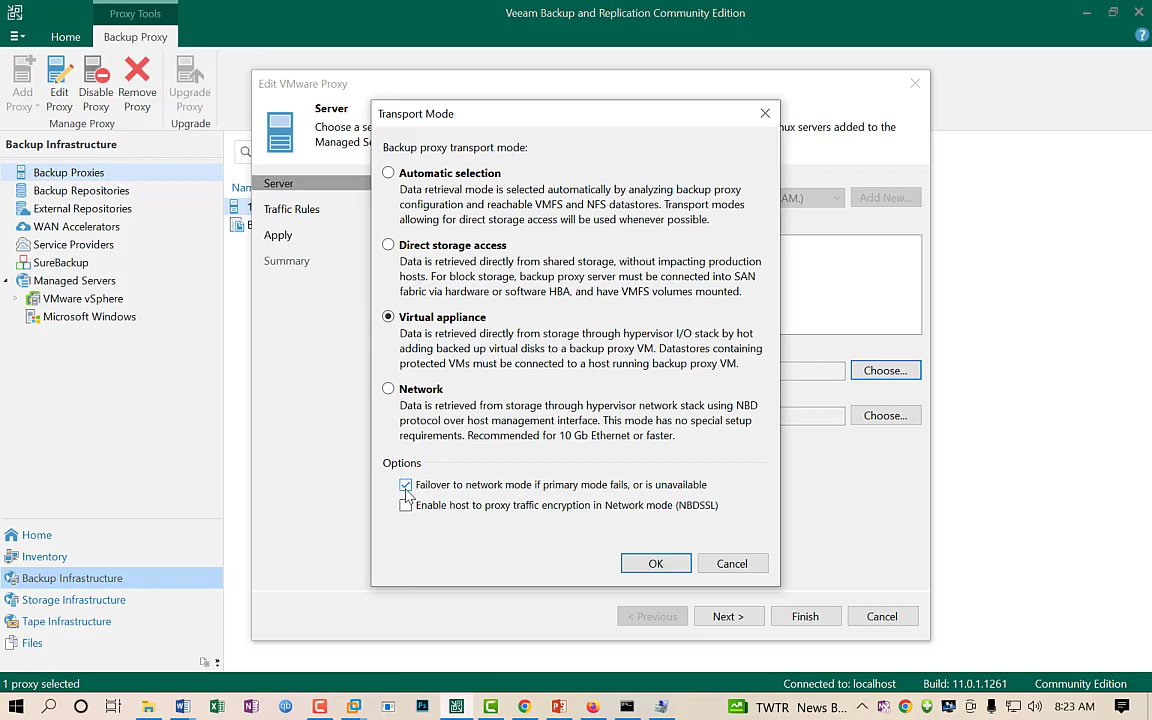 Proxy Tools
Veeam Backup and Replication Community Edition
Home
Backup Proxy
Add Proxy
Edit Proxy
Disable Proxy
Remove Proxy
Upgrade Proxy
Manage Proxy
Upgrade
Backup Infrastructure
Backup Proxies
Backup Repositories
External Repositories
WAN Accelerators
Service Providers
SureBackup
Managed Servers
VMware vSphere
Microsoft Windows
Home
Inventory
Backup Infrastructure
Storage Infrastructure
Tape Infrastructure
Files
Edit VMware Proxy
Server
servers added to the
Server
Traffic Rules
Apply
Summary
Add New...
Choose...
Choose...
< Previous
Next >
Finish
Cancel
Transport Mode
Backup proxy transport mode:
Automatic selection
Data retrieval mode is selected automatically by analyzing backup proxy
configuration and reachable VMFS and NFS datastores. Transport modes
allowing for direct storage access will be used whenever possible.
Direct storage access
Data is retrieved directly from shared storage, without impacting production
hosts. For block storage, backup proxy server must be connected into SAN
fabric via hardware or software HBA, and have VMFS volumes mounted.
Virtual appliance
Data is retrieved directly from storage through hypervisor I/O stack by hot
adding backed up virtual disks to a backup proxy VM. Datastores containing
protected VMs must be connected to a host running backup proxy VM.
Network
Data is retrieved from storage through hypervisor network stack using NBD
protocol over host management interface. This mode has no special setup
requirements. Recommended for 10 Gb Ethernet or faster.
Options
Failover to network mode if primary mode fails, or is unavailable
Enable host to proxy traffic encryption in Network mode (NBDSSL)
OK
Cancel
1 proxy selected
Connected to: localhost
Build: 11.0.1.1261
Community Edition
TWTR News B...
8:23 AM